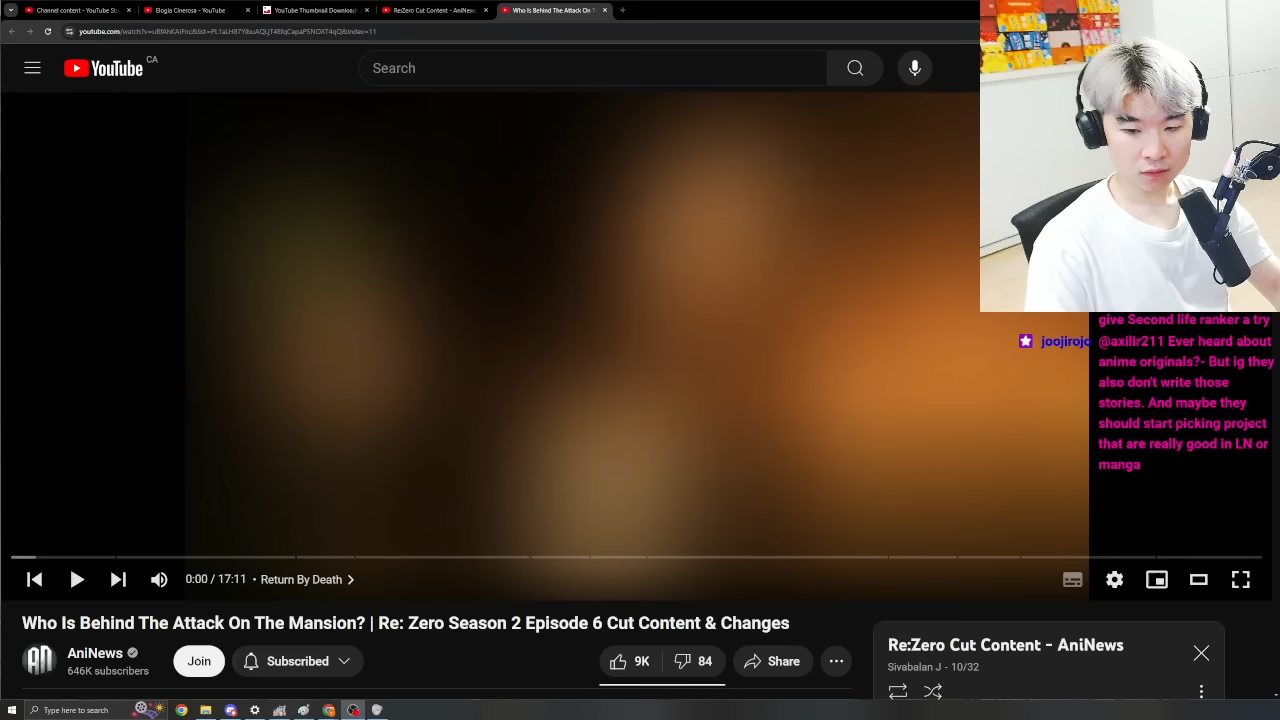 Channel content - YouTube St
Elogia Cinerosa - YouTube
YouTube Thumbnail Download
Re:Zero Cut Content - AniNew
Who Is Behind The Attack On T
YouTube CA
Search
give Second life ranker a try
joojirojo @axilir211 Ever heard about
anime originals?- But ig they
also don't write those
stories. And maybe they
should start picking project
that are really good in LN or
manga
0:00 / 17:11 • Return By Death
Who Is Behind The Attack On The Mansion? | Re: Zero Season 2 Episode 6 Cut Content & Changes
AniNews
646K subscribers
Join
Subscribed
9K
84
Share
Re:Zero Cut Content - AniNews
Sivabalan J - 10/32
Type here to search